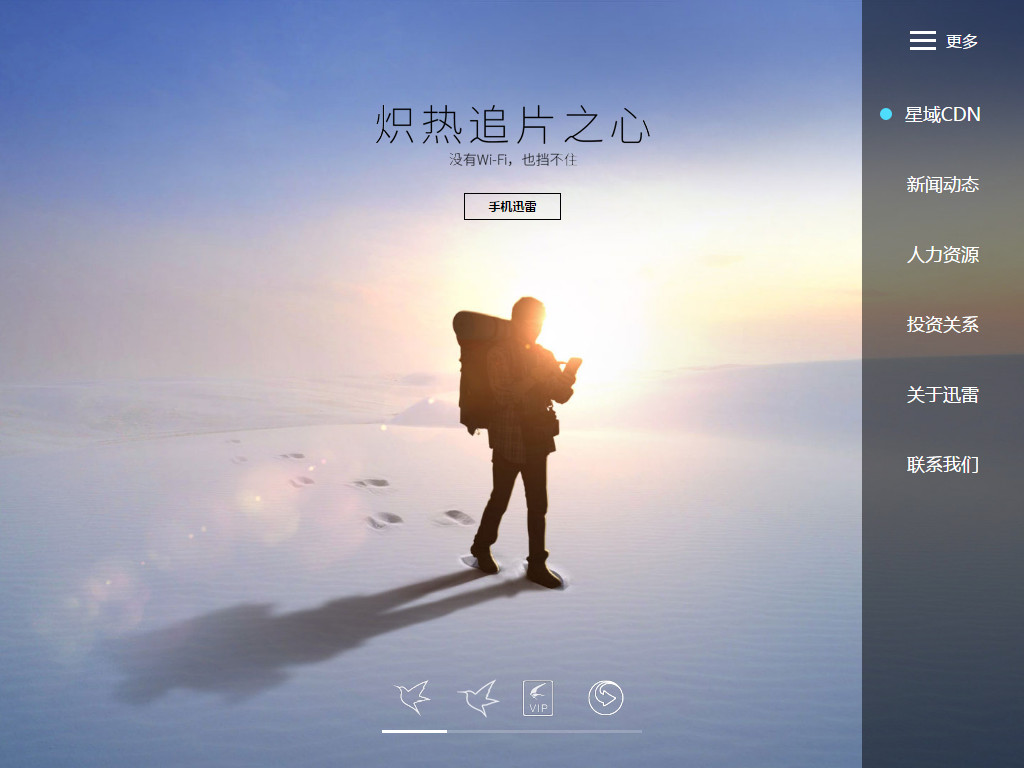 更多
炽热追片之心
没有Wi-Fi，也挡不住
手机迅雷
星域CDN
新闻动态
人力资源
投资关系
关于迅雷
联系我们
VIP